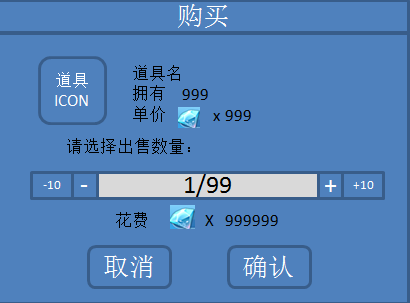 购买
道具
ICON
道具名
拥有 999
单价 x 999
请选择出售数量：
-10 - 1/99 + +10
花费 X 999999
取消 确认